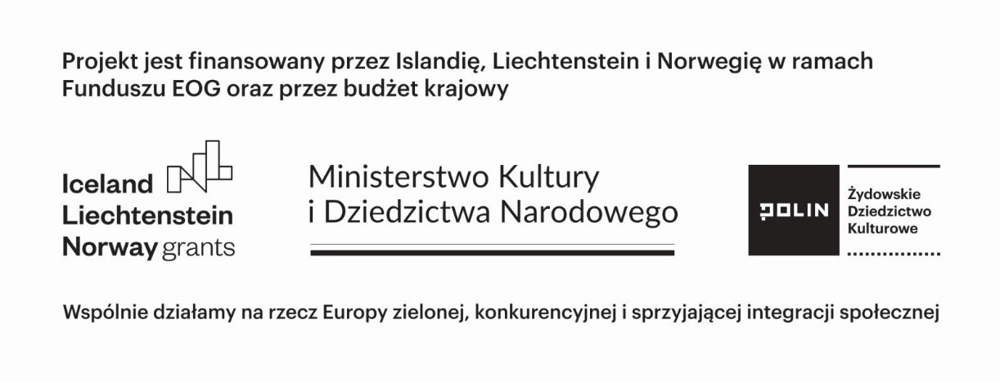 Projekt jest finansowany przez Islandię, Liechtenstein i Norwegię w ramach
Funduszu EOG oraz przez budżet krajowy
Iceland
Liechtenstein
Norway grants
Ministerstwo Kultury
i Dziedzictwa Narodowego
POLIN
Żydowskie
Dziedzictwo
Kulturowe
Wspólnie działamy na rzecz Europy zielonej, konkurencyjnej i sprzyjającej integracji społecznej